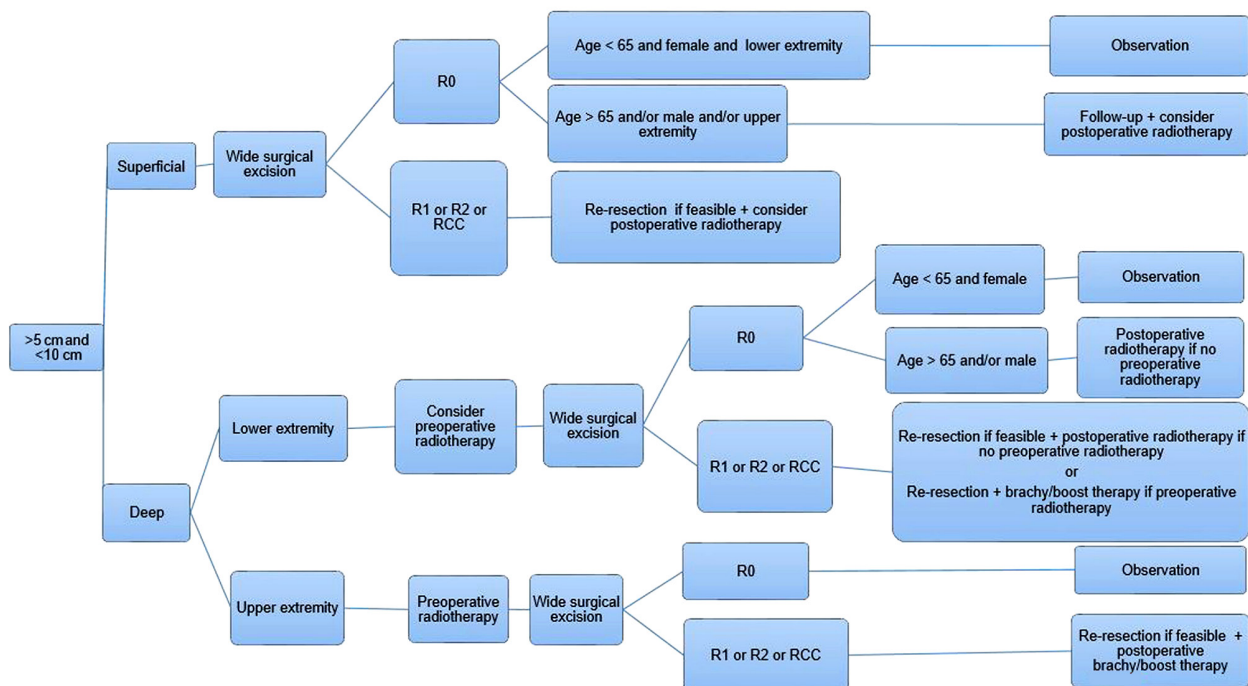 >5 cm and
<10 cm
Superficial
Wide surgical
excision
R0
Age < 65 and female and lower extremity
Observation
Age > 65 and/or male and/or upper
extremity
Follow-up + consider
postoperative radiotherapy
R1 or R2 or
RCC
Re-resection if feasible + consider
postoperative radiotherapy
Deep
Lower extremity
Consider
preoperative
radiotherapy
Wide surgical
excision
R0
Age < 65 and female
Observation
Age > 65 and/or male
Postoperative
radiotherapy if no
preoperative
radiotherapy
R1 or R2 or RCC
Re-resection if feasible + postoperative radiotherapy if
no preoperative radiotherapy
or
Re-resection + brachy/boost therapy if preoperative
radiotherapy
Upper extremity
Preoperative
radiotherapy
Wide surgical
excision
R0
Observation
R1 or R2 or RCC
Re-resection if feasible +
postoperative
brachy/boost therapy